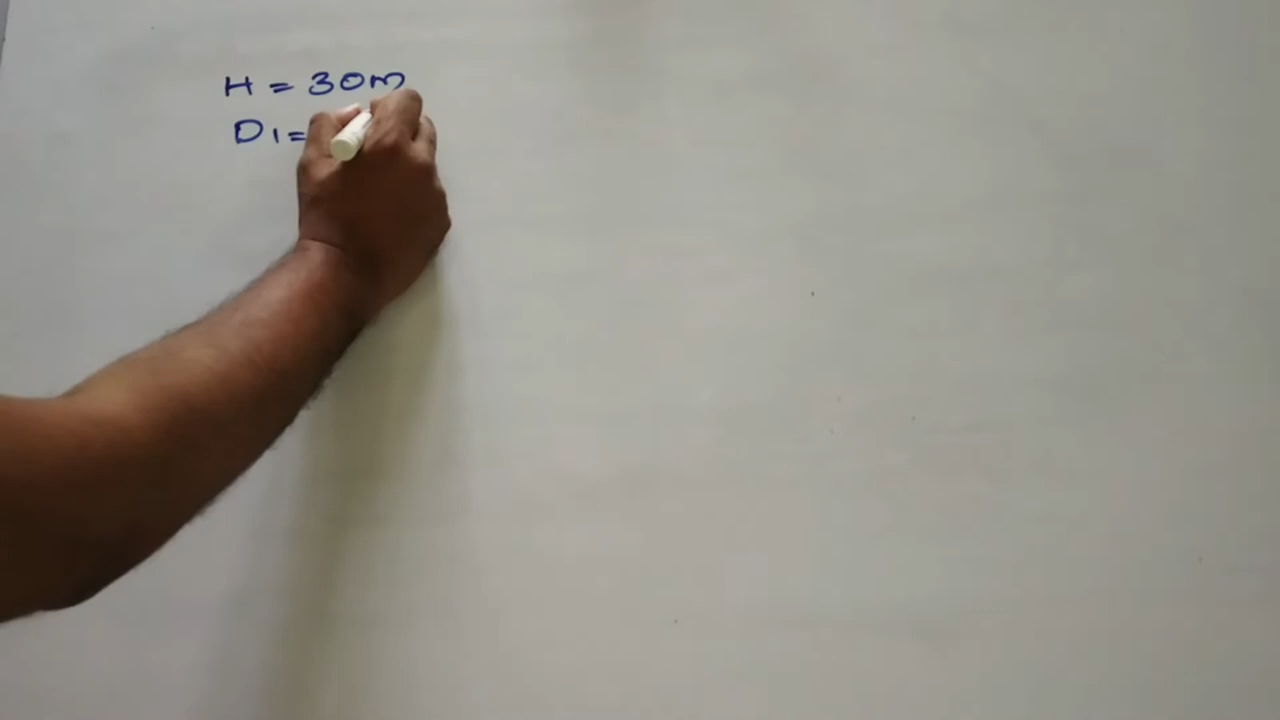 H = 30m
D1 =